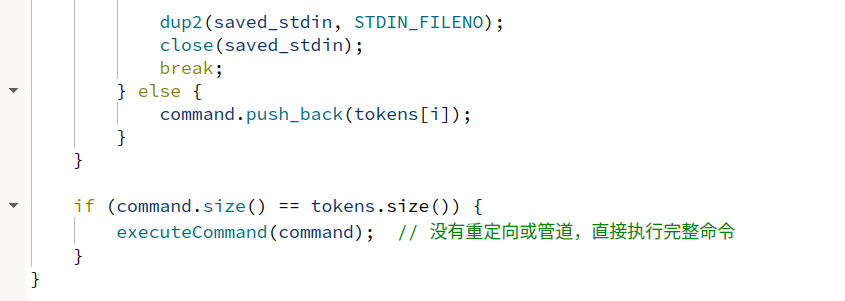 dup2(saved_stdin, STDIN_FILENO);
close(saved_stdin);
break;
} else {
command.push_back(tokens[i]);
}
}
if (command.size() == tokens.size()) {
executeCommand(command);  // 没有重定向或管道，直接执行完整命令
}
}